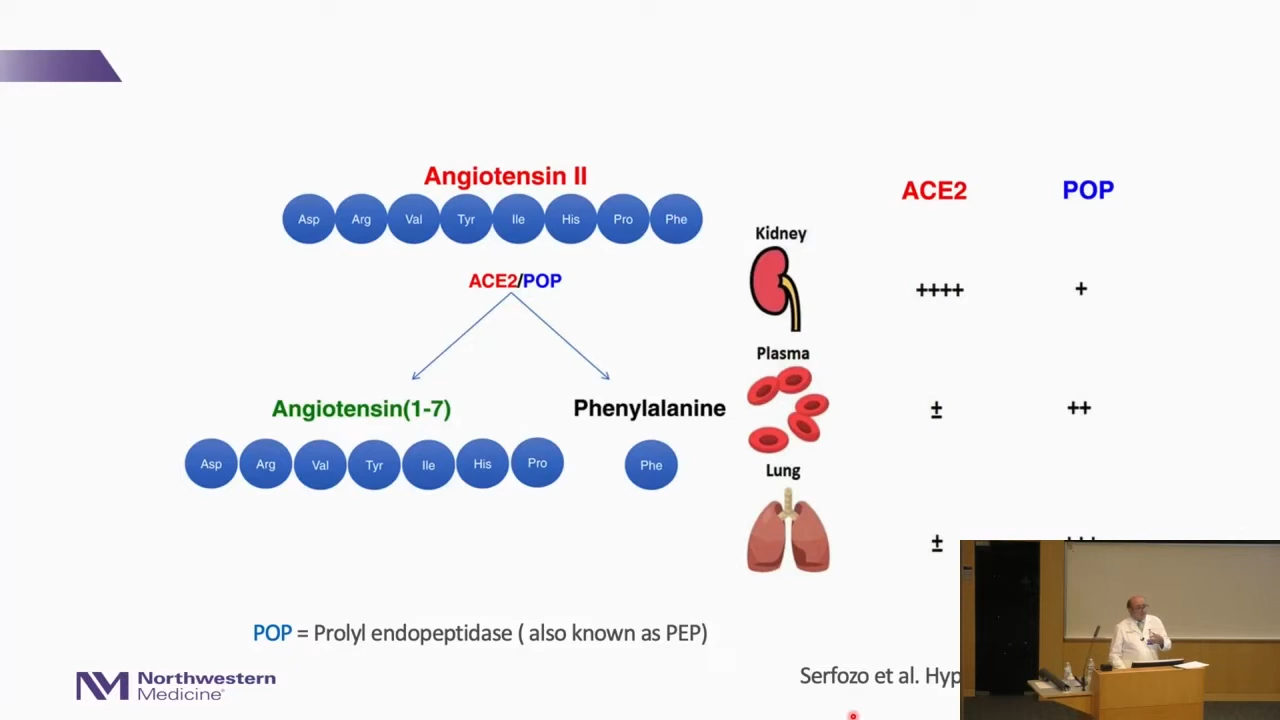 Angiotensin II
Asp Arg Val Tyr Ile His Pro Phe
ACE2/POP
Angiotensin(1-7)
Phenylalanine
Asp Arg Val Tyr Ile His Pro
Phe
ACE2 POP
Kidney
++++ +
Plasma
± ++
Lung
±
POP = Prolyl endopeptidase ( also known as PEP)
Serfozo et al.
Northwestern
Medicine®